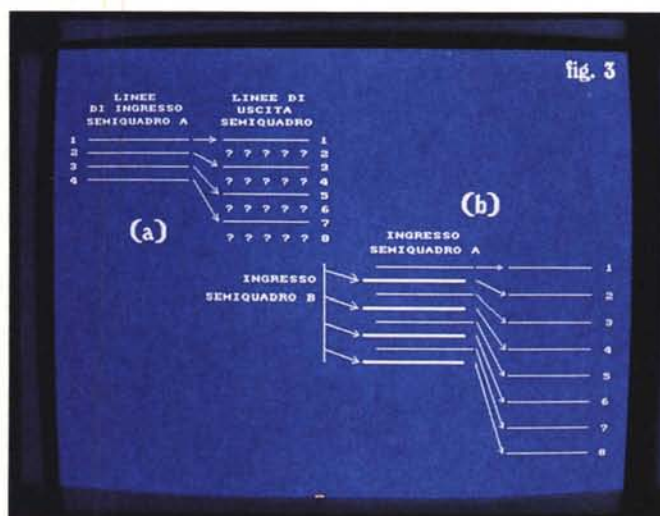 fig. 3
LINEE
DI INGRESSO
SEMIQUADRO A
LINEE DI
USCITA
SEMIQUADRO
1
2
3
4
1
? ? ? ? ? 2
3
? ? ? ? ? 4
5
? ? ? ? ? 6
7
? ? ? ? ? 8
(a)
(b)
INGRESSO
SEMIQUADRO A
INGRESSO
SEMIQUADRO B
1
2
3
4
5
6
7
8